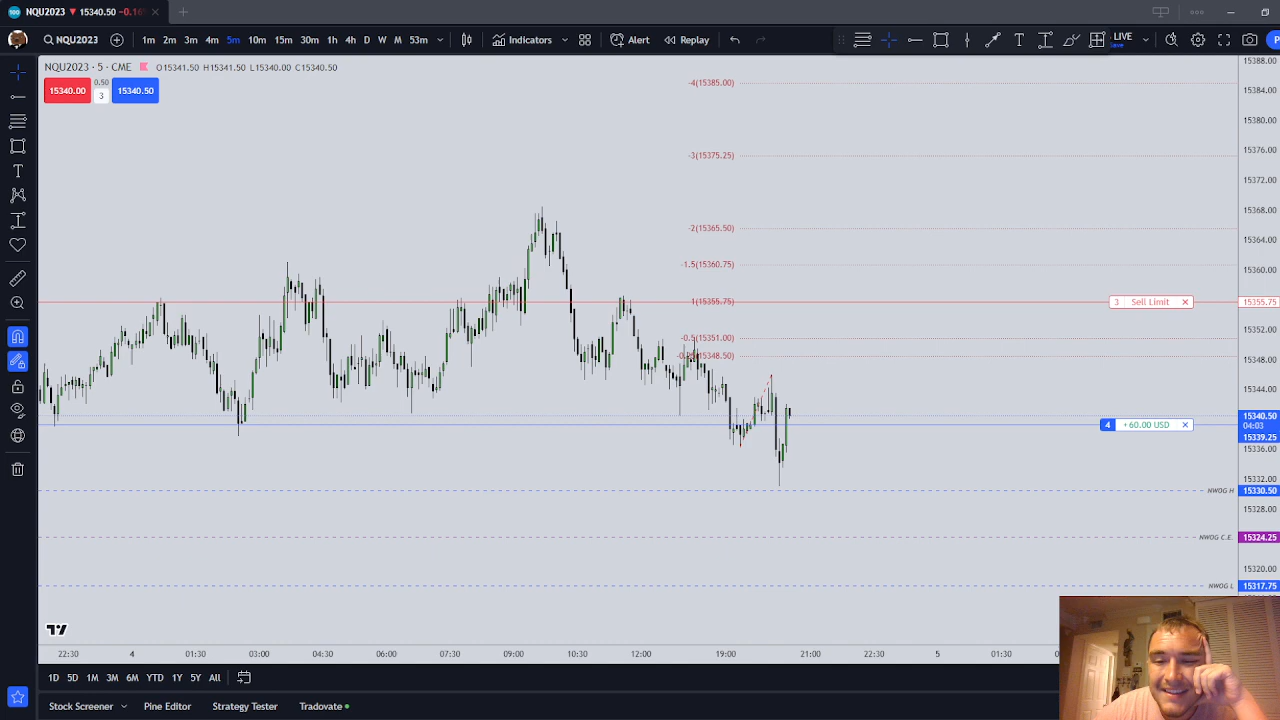 NQU2023 ▼ 15340.50 -0.16
NQU2023 1m 2m 3m 4m 5m 10m 15m 30m 1h 4h D W M 53m Indicators Alert Replay LIVE
Save
NQU2023 · 5 · CME O15341.50 H15341.50 L15340.00 C15340.50
15340.00 0.50 3 15340.50
-4(15385.00)
-3(15375.25)
-2(15365.50)
-1.5(15360.75)
1(15355.75)
-0.5(15351.00)
(15348.50)
3 Sell Limit ×
4 +60.00 USD ×
NWOG H
NWOG C.E.
NWOG L
15388.00
15384.00
15380.00
15376.00
15372.00
15368.00
15364.00
15360.00
15355.75
15352.00
15348.00
15344.00
15340.50
04:03
15339.25
15336.00
15332.00
15330.50
15328.00
15324.25
15320.00
15317.75
22:30 4 01:30 03:00 04:30 06:00 07:30 09:00 10:30 12:00 19:00 21:00 22:30 5 01:30
1D 5D 1M 3M 6M YTD 1Y 5Y All
Stock Screener Pine Editor Strategy Tester Tradovate